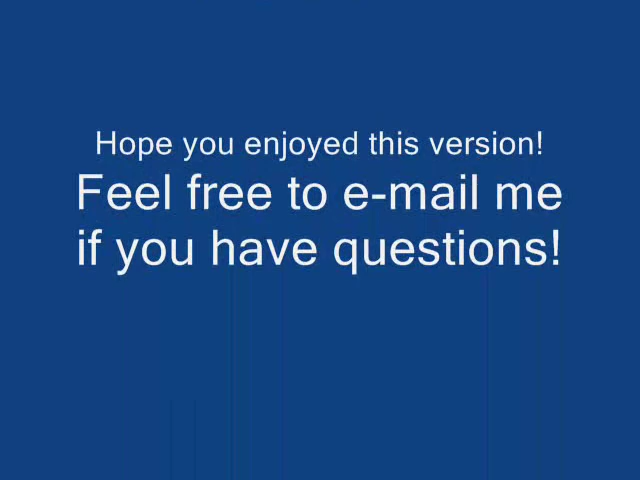 Hope you enjoyed this version!
Feel free to e-mail me
if you have questions!